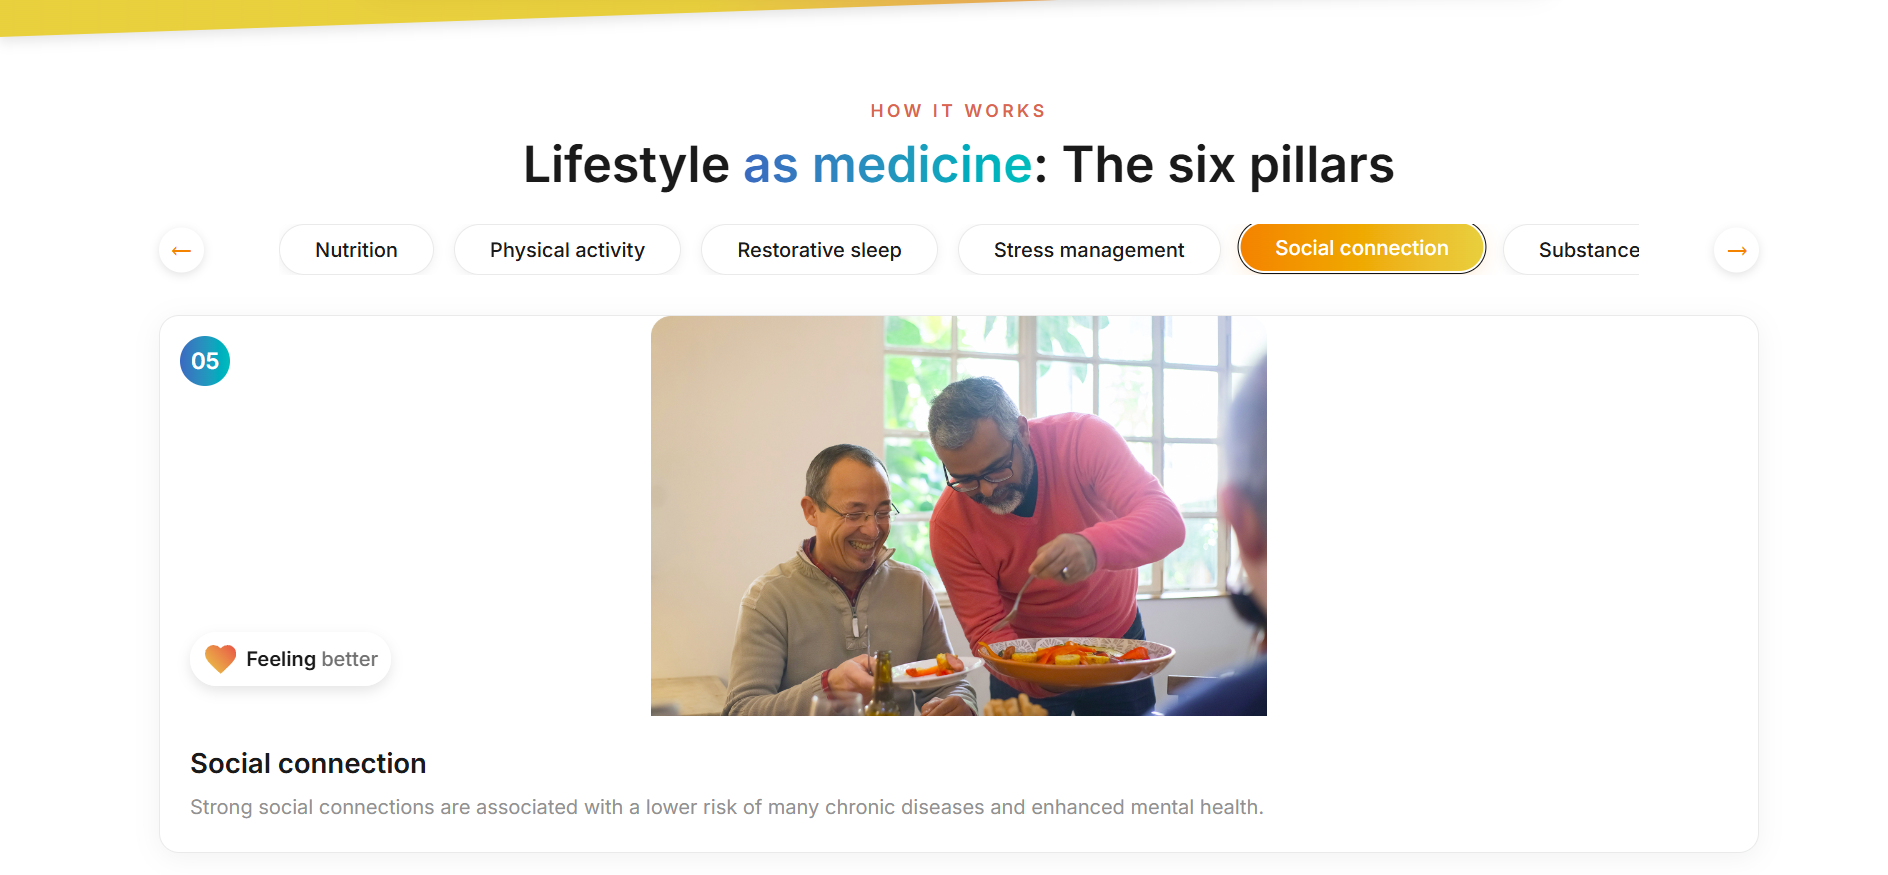 HOW IT WORKS
Lifestyle as medicine: The six pillars
← Nutrition Physical activity Restorative sleep Stress management Social connection Substance →
05
Feeling better
Social connection
Strong social connections are associated with a lower risk of many chronic diseases and enhanced mental health.